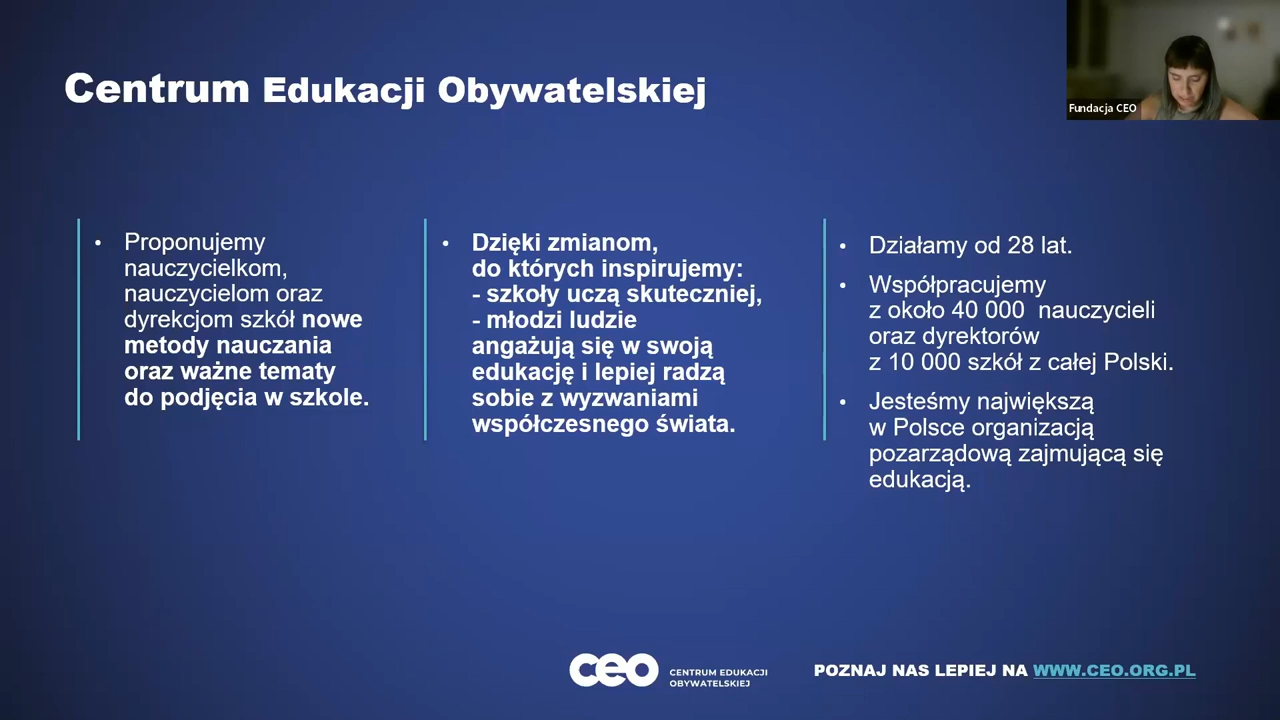 Centrum Edukacji Obywatelskiej
Fundacja CEO
• Proponujemy
nauczycielkom,
nauczycielom oraz
dyrekcjom szkół nowe
metody nauczania
oraz ważne tematy
do podjęcia w szkole.
• Dzięki zmianom,
do których inspirujemy:
- szkoły uczą skuteczniej,
- młodzi ludzie
angażują się w swoją
edukację i lepiej radzą
sobie z wyzwaniami
współczesnego świata.
• Działamy od 28 lat.
• Współpracujemy
z około 40 000 nauczycieli
oraz dyrektorów
z 10 000 szkół z całej Polski.
• Jesteśmy największą
w Polsce organizacją
pozarządową zajmującą się
edukacją.
ceo CENTRUM EDUKACJI
OBYWATELSKIEJ
POZNAJ NAS LEPIEJ NA WWW.CEO.ORG.PL